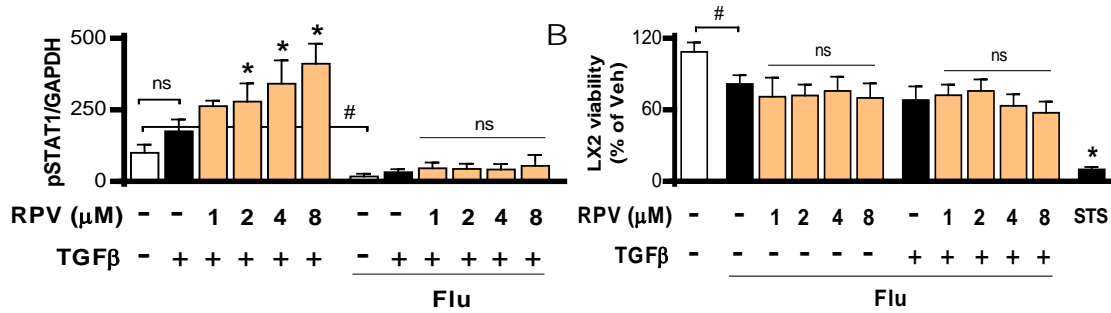 500
250
0
pSTAT1/GAPDH
ns
*
*
*
#
ns
RPV (μM) - - 1 2 4 8 - - 1 2 4 8
TGFβ - + + + + + - + + + + +
Flu
B
120
60
0
LX2 viability
(% of Veh)
#
ns
ns
*
RPV (μM) - - 1 2 4 8 - 1 2 4 8 STS
TGFβ - - - - - - + + + + + -
Flu